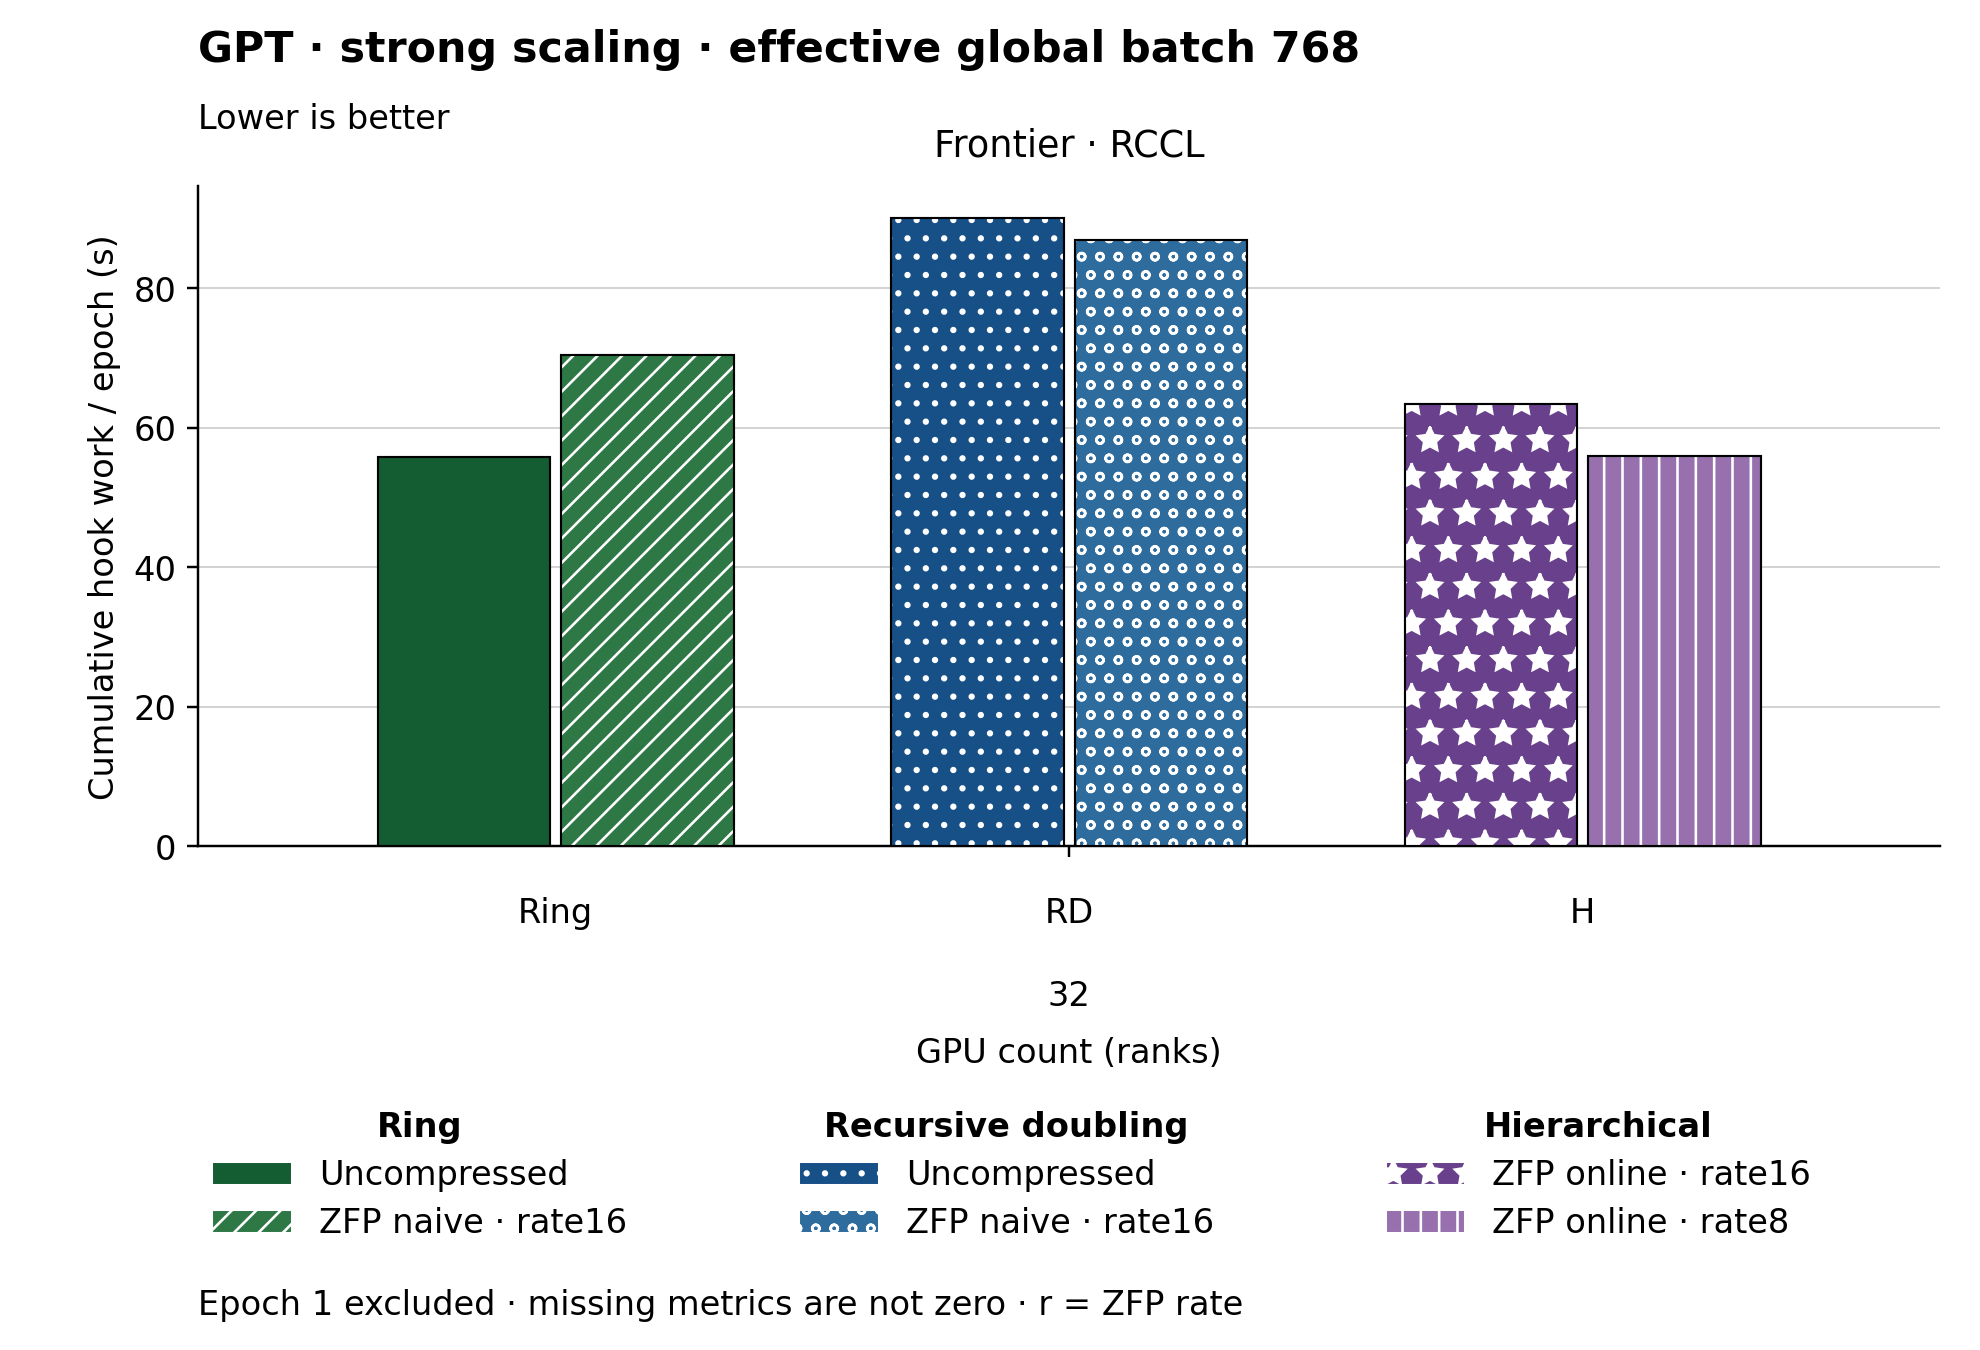 GPT · strong scaling · effective global batch 768
Lower is better
Frontier · RCCL
Cumulative hook work / epoch (s)
80
60
40
20
0
Ring RD H
32
GPU count (ranks)
Ring Recursive doubling Hierarchical
Uncompressed Uncompressed ZFP online · rate16
ZFP naive · rate16 ZFP naive · rate16 ZFP online · rate8
Epoch 1 excluded · missing metrics are not zero · r = ZFP rate